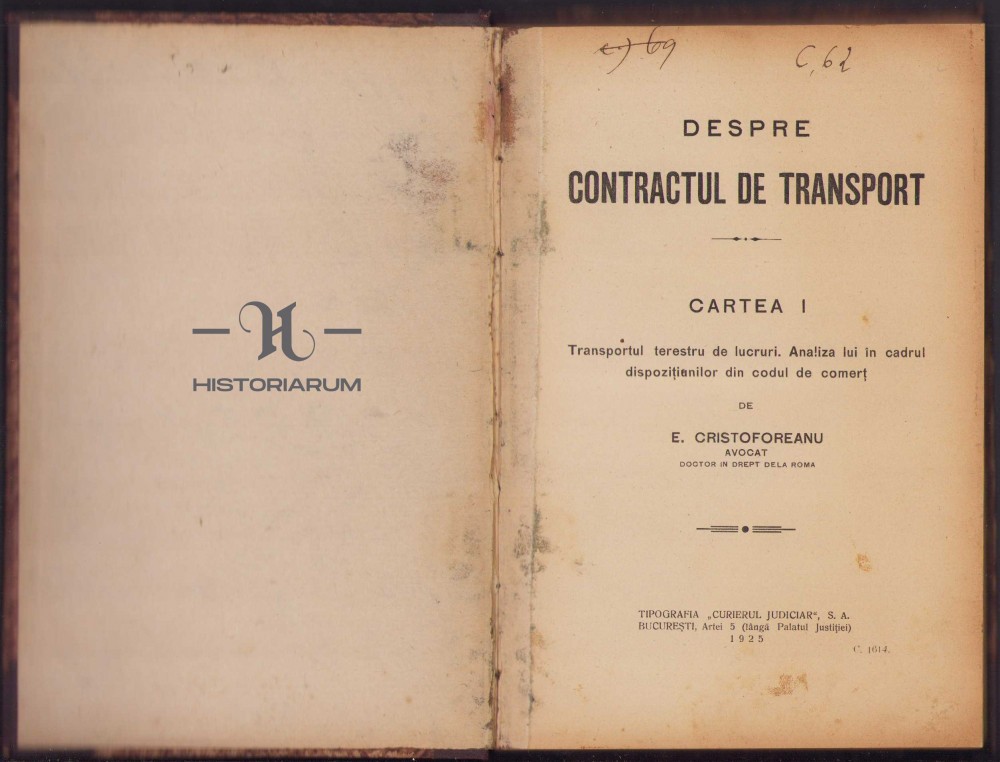 HISTORIARUM
C, 62
DESPRE
CONTRACTUL DE TRANSPORT
CARTEA I
Transportul terestru de lucruri. Analiza lui în cadrul
dispozițiunilor din codul de comerț
DE
E. CRISTOFOREANU
AVOCAT
DOCTOR IN DREPT DELA ROMA
TIPOGRAFIA „CURIERUL JUDICIAR“, S. A.
BUCUREȘTI, Artei 5 (lângă Palatul Justiției)
1925
C. 1614.